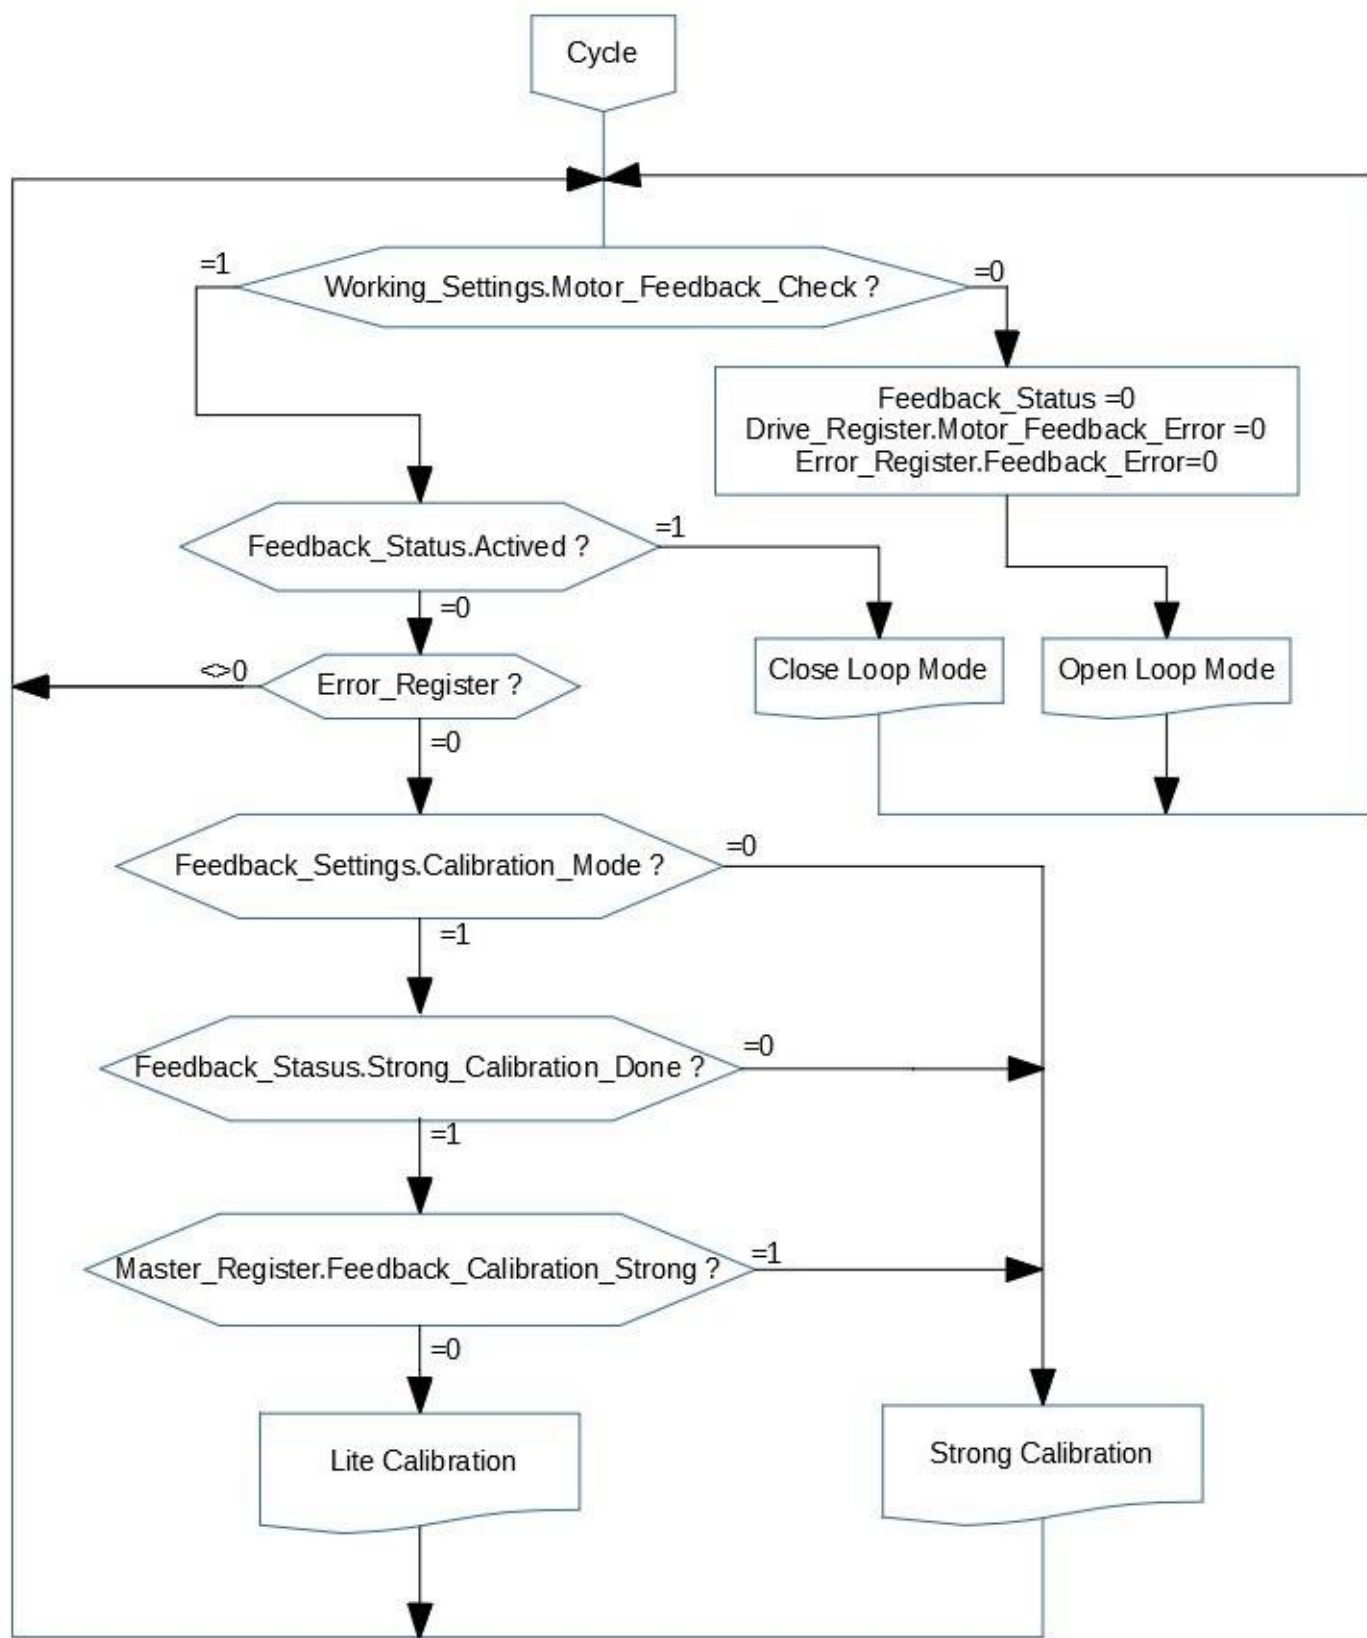 Cycle
=1
=0
Working_Settings.Motor_Feedback_Check ?
Feedback_Status =0
Drive_Register.Motor_Feedback_Error =0
Error_Register.Feedback_Error=0
Feedback_Status.Actived ?
=1
=0
<>0
Error_Register ?
Close Loop Mode
Open Loop Mode
=0
Feedback_Settings.Calibration_Mode ?
=0
=1
Feedback_Stasus.Strong_Calibration_Done ?
=0
=1
Master_Register.Feedback_Calibration_Strong ?
=1
=0
Lite Calibration
Strong Calibration